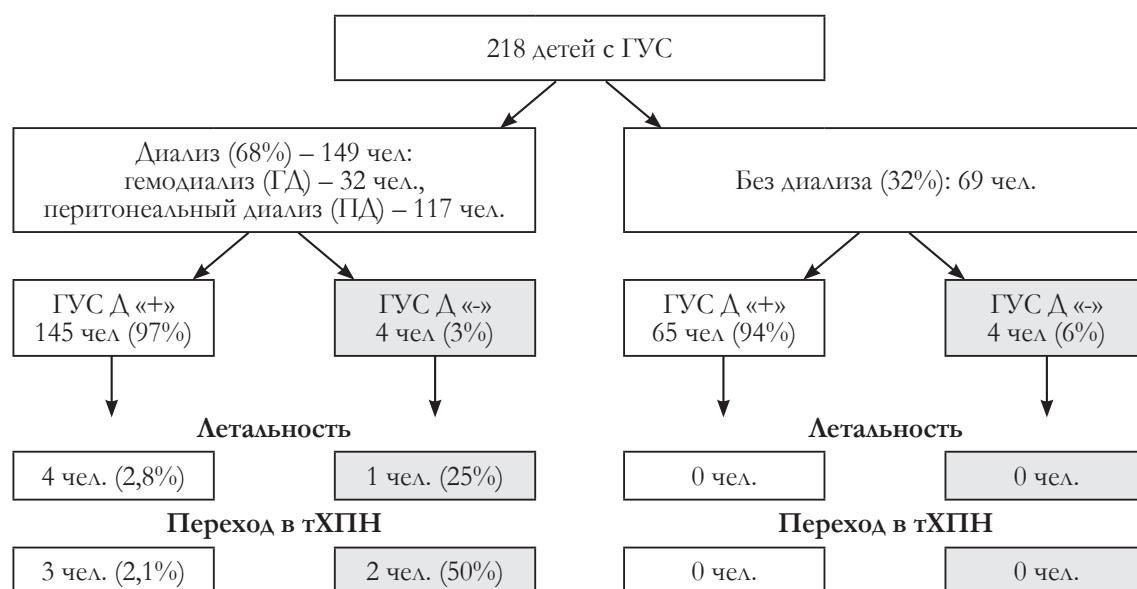 218 детей с ГУС
Диализ (68%) – 149 чел:
гемодиализ (ГД) – 32 чел.,
перитонеальный диализ (ПД) – 117 чел.
Без диализа (32%): 69 чел.
ГУС Д «+»
145 чел (97%)
ГУС Д «-»
4 чел (3%)
ГУС Д «+»
65 чел (94%)
ГУС Д «-»
4 чел (6%)
Летальность
Летальность
4 чел. (2,8%)
1 чел. (25%)
0 чел.
0 чел.
Переход в тХПН
Переход в тХПН
3 чел. (2,1%)
2 чел. (50%)
0 чел.
0 чел.